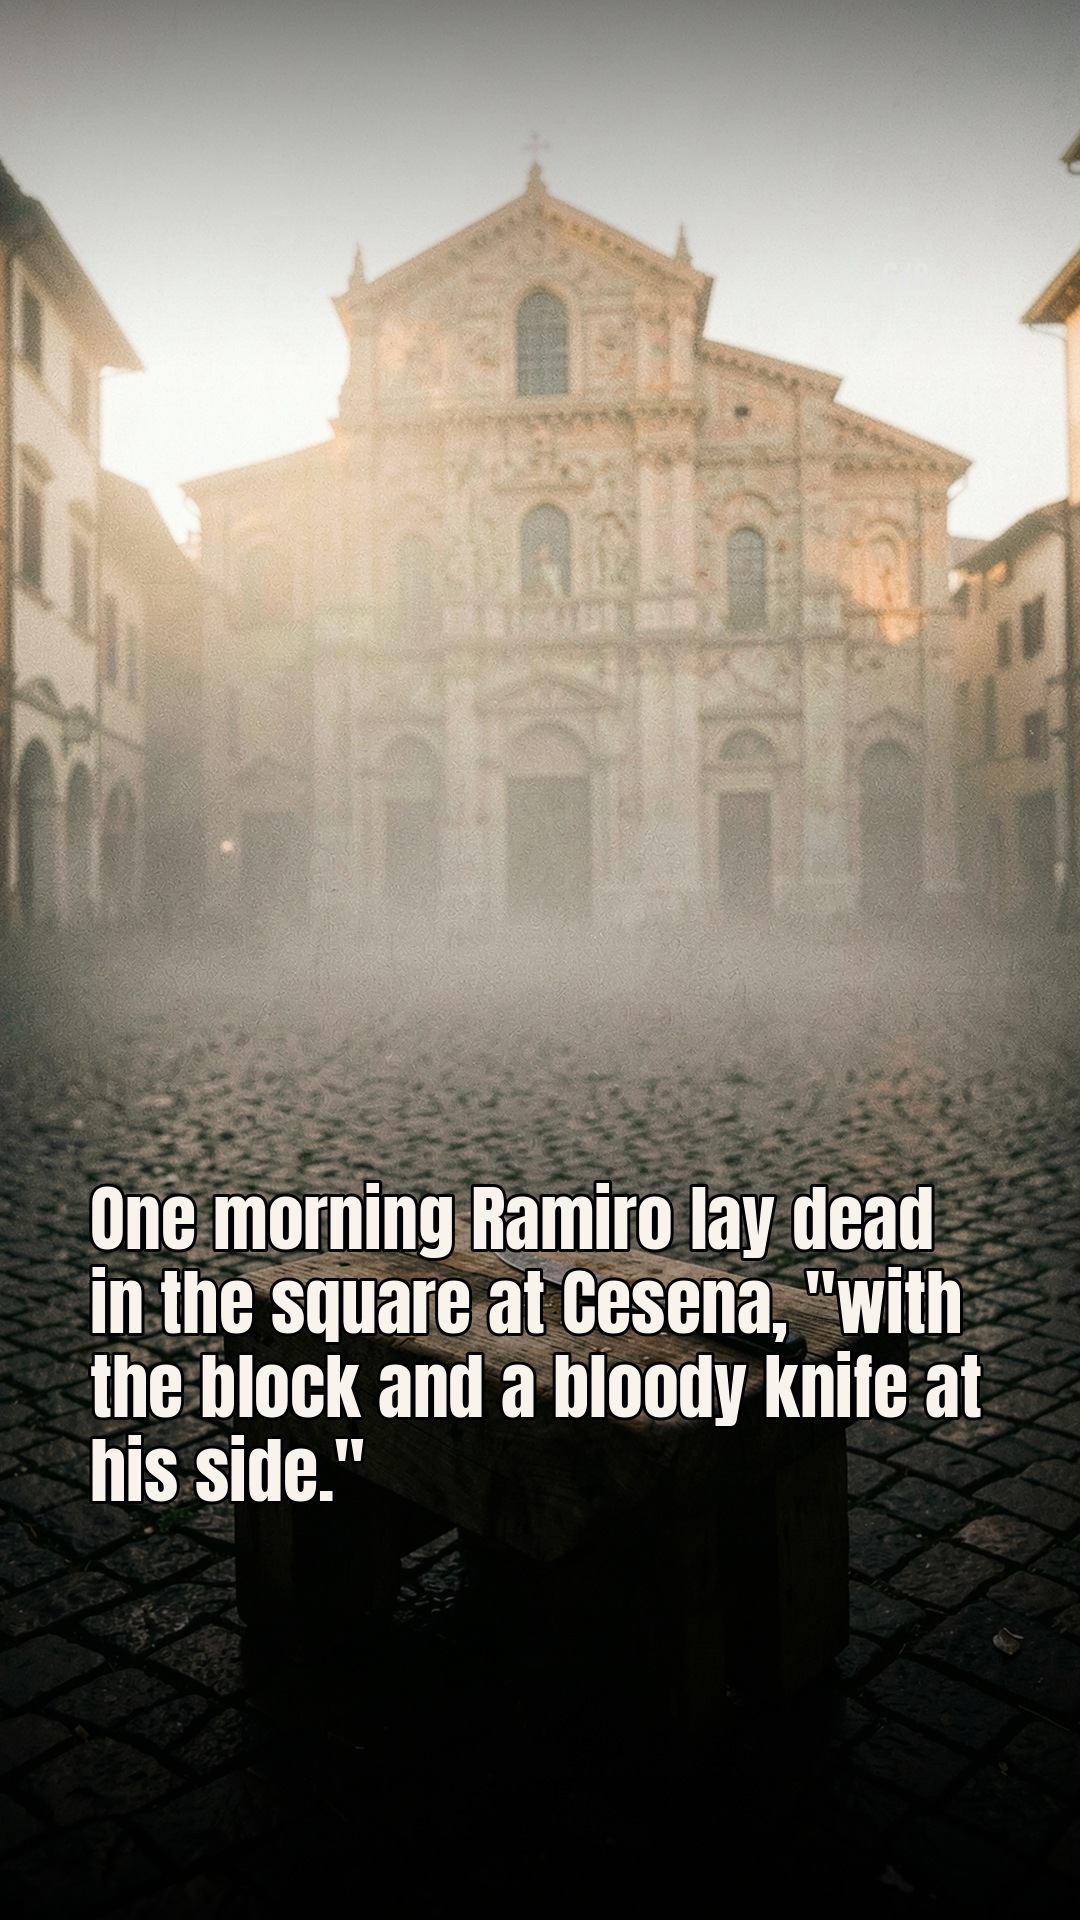 One morning Ramiro lay dead
in the square at Cesena, "with
the block and a bloody knife at
his side."